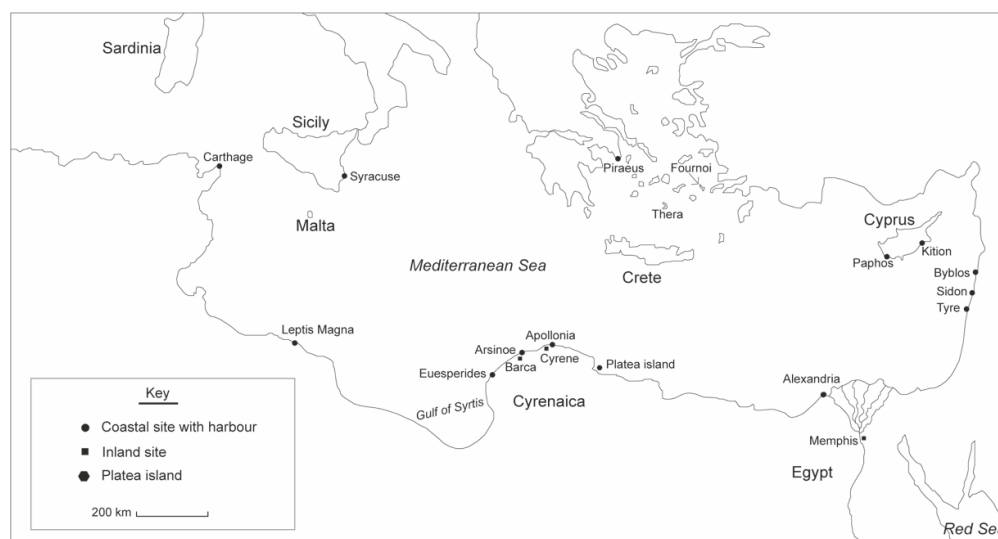 Sardinia
Sicily
Carthage
Syracuse
Malta
Piraeus
Fournoi
Thera
Crete
Mediterranean Sea
Cyprus
Paphos
Kition
Byblos
Sidon
Tyre
Leptis Magna
Apollonia
Arsinoe
Cyrene
Barca
Euesperides
Platea island
Gulf of Syrtis
Cyrenaica
Alexandria
Memphis
Egypt
Red Se
Key
Coastal site with harbour
Inland site
Platea island
200 km